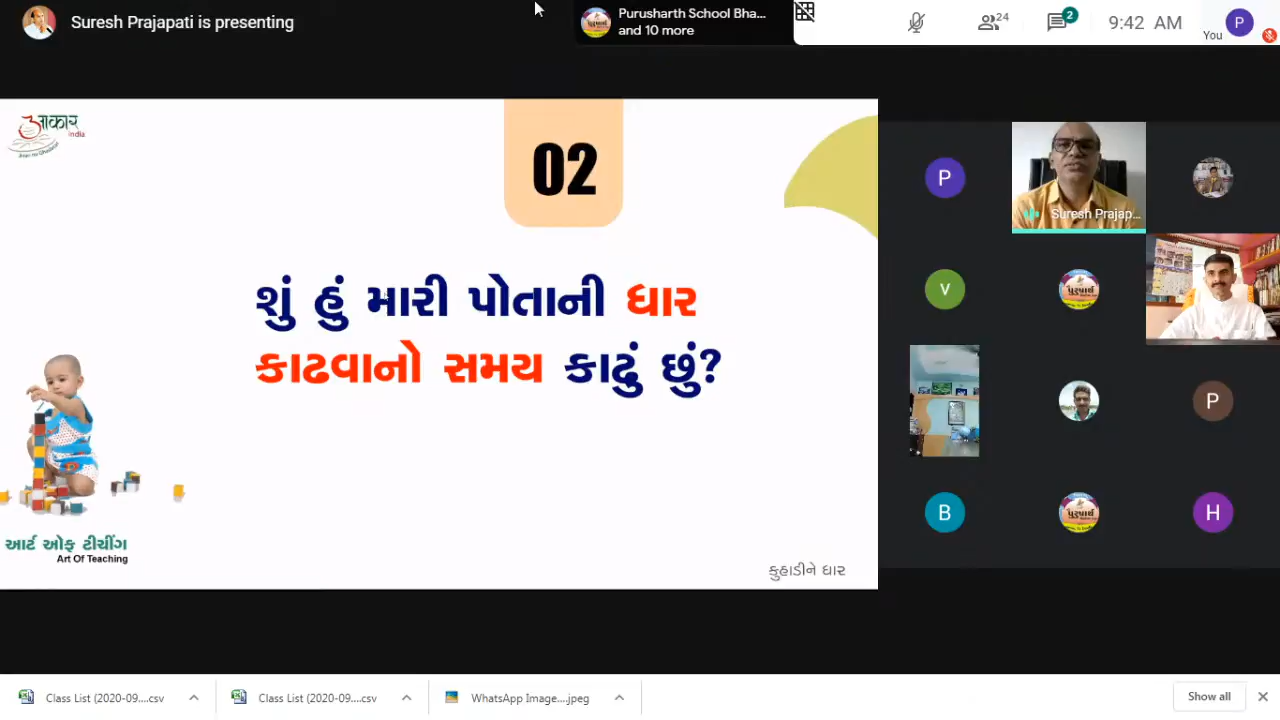 Suresh Prajapati is presenting
Purusharth School Bha...
and 10 more
24
2
9:42 AM
You
P
आकार
India
02
શું હું મારી પોતાની ધાર
કાઢવાનો સમય કાઢું છું?
આર્ટ ઓફ ટીચીંગ
Art Of Teaching
કુહાડીને ધાર
P
Suresh Prajap...
V
પુરુષાર્થ
P
B
પુરુષાર્થ
H
Class List (2020-09....csv
Class List (2020-09....csv
WhatsApp Image....jpeg
Show all